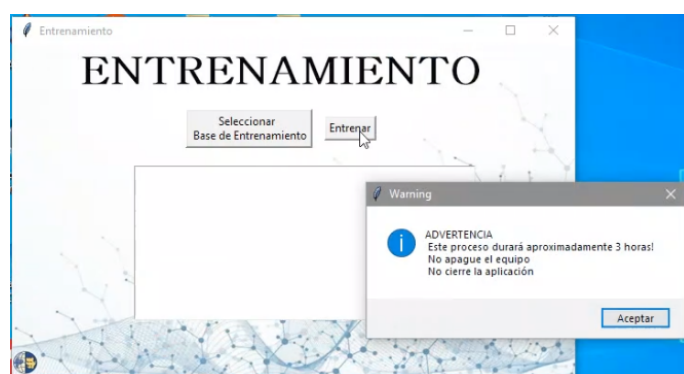 Entrenamiento
ENTRENAMIENTO
Seleccionar
Base de Entrenamiento
Entrenar
Warning
ADVERTENCIA
Este proceso durará aproximadamente 3 horas!
No apague el equipo
No cierre la aplicación
Aceptar